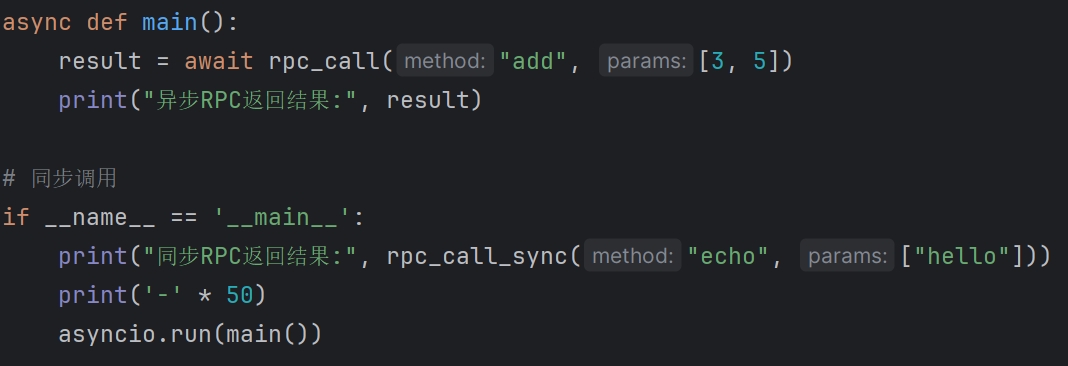 async def main():
    result = await rpc_call(method: "add", params: [3, 5])
    print("异步RPC返回结果:", result)
# 同步调用
if __name__ == '__main__':
    print("同步RPC返回结果:", rpc_call_sync(method: "echo", params: ["hello"]))
    print('-' * 50)
    asyncio.run(main())